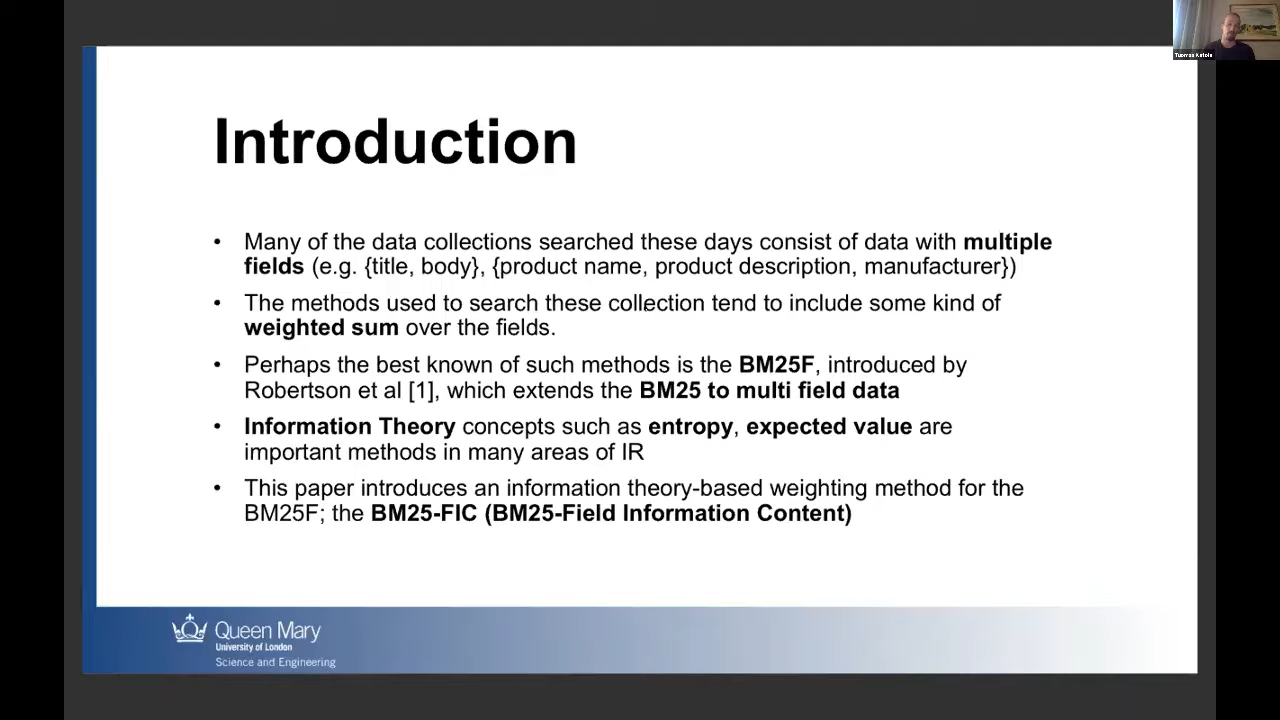 Tuomas Ketola
Introduction
• Many of the data collections searched these days consist of data with multiple
fields (e.g. {title, body}, {product name, product description, manufacturer})
• The methods used to search these collection tend to include some kind of
weighted sum over the fields.
• Perhaps the best known of such methods is the BM25F, introduced by
Robertson et al [1], which extends the BM25 to multi field data
• Information Theory concepts such as entropy, expected value are
important methods in many areas of IR
• This paper introduces an information theory-based weighting method for the
BM25F; the BM25-FIC (BM25-Field Information Content)
Queen Mary
University of London
Science and Engineering